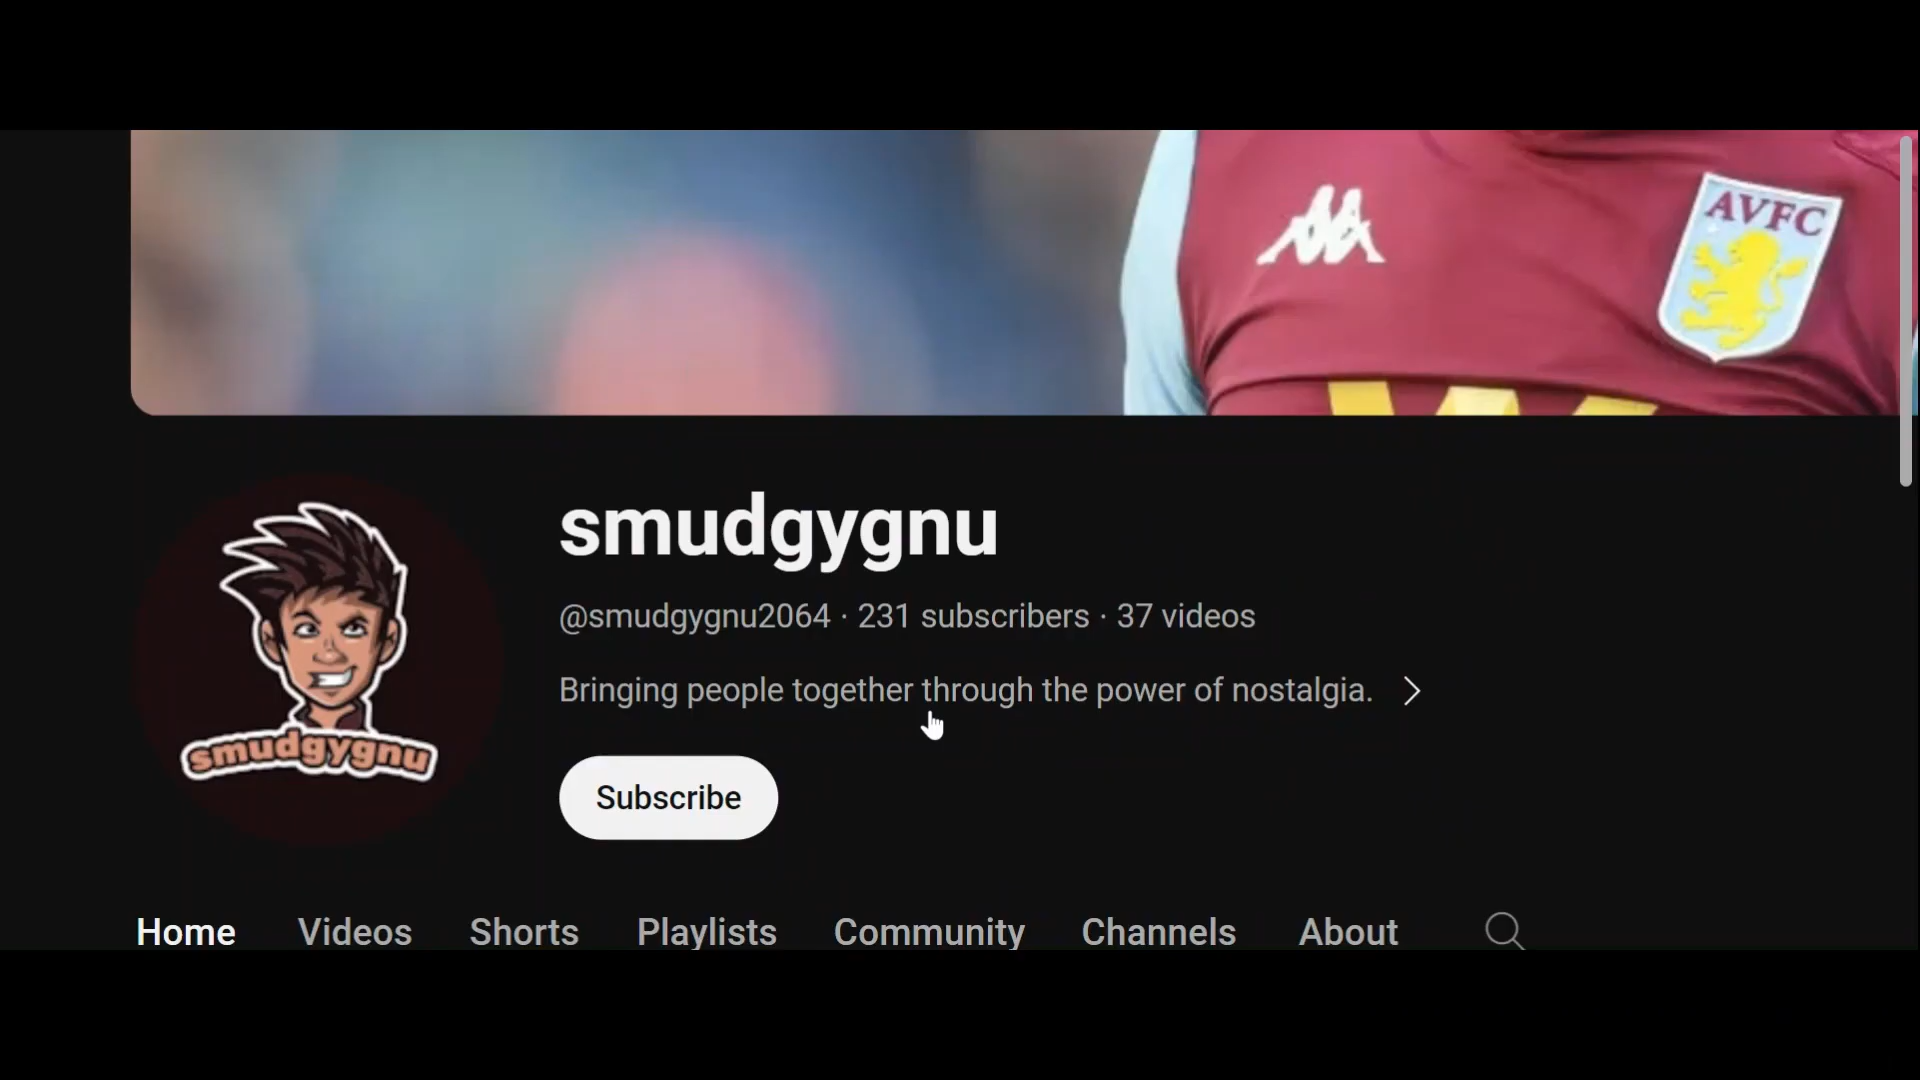 AVFC
smudgygnu
@smudgygnu2064 · 231 subscribers · 37 videos
Bringing people together through the power of nostalgia.
smudgygnu
Subscribe
Home Videos Shorts Playlists Community Channels About